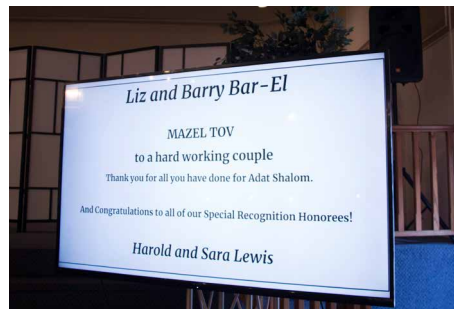 Liz and Barry Bar-El
MAZEL TOV
to a hard working couple
Thank you for all you have done for Adat Shalom.
And Congratulations to all of our Special Recognition Honorees!
Harold and Sara Lewis